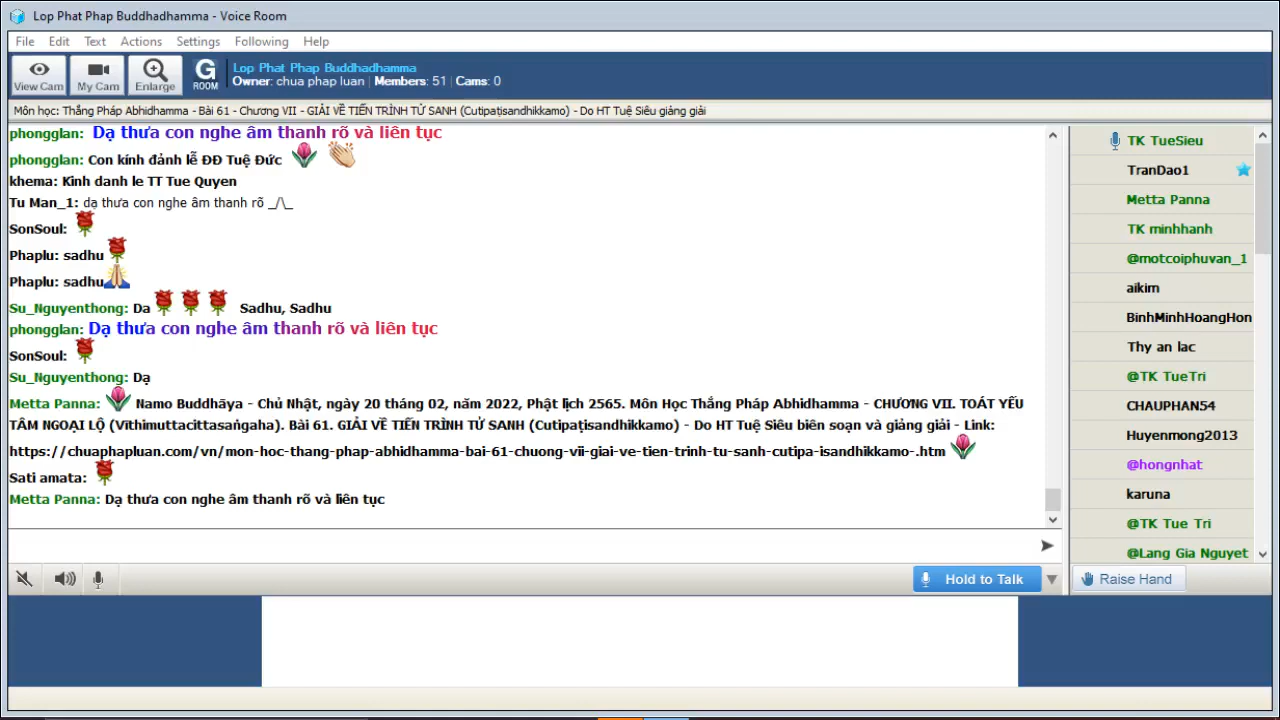 Lop Phat Phap Buddhadhamma - Voice Room
File Edit Text Actions Settings Following Help
View Cam My Cam Enlarge G ROOM
Lop Phat Phap Buddhadhamma
Owner: chua phap luan Members: 51 Cams: 0
Môn học: Thắng Pháp Abhidhamma - Bài 61 - Chương VII - GIẢI VỀ TIẾN TRÌNH TỬ SANH (Cutipaṭisandhikkamo) - Do HT Tuệ Siêu giảng giải
phongglan: Dạ thưa con nghe âm thanh rõ và liên tục
phongglan: Con kính đảnh lễ ĐĐ Tuệ Đức
khema: Kinh danh le TT Tue Quyen
Tu Man_1: dạ thưa con nghe âm thanh rõ _/\_
SonSoul:
Phaplu: sadhu
Phaplu: sadhu
Su_Nguyenthong: Da Sadhu, Sadhu
phongglan: Dạ thưa con nghe âm thanh rõ và liên tục
SonSoul:
Su_Nguyenthong: Dạ
Metta Panna: Namo Buddhāya - Chủ Nhật, ngày 20 tháng 02, năm 2022, Phật lịch 2565. Môn Học Thắng Pháp Abhidhamma - CHƯƠNG VII. TOÁT YẾU
TÂM NGOẠI LỘ (Vīthimuttacittasaṅgaha). Bài 61. GIẢI VỀ TIẾN TRÌNH TỬ SANH (Cutipaṭisandhikkamo) - Do HT Tuệ Siêu biên soạn và giảng giải - Link:
https://chuaphapluan.com/vn/mon-hoc-thang-phap-abhidhamma-bai-61-chuong-vii-giai-ve-tien-trinh-tu-sanh-cutipa-isandhikkamo-.htm
Sati amata:
Metta Panna: Dạ thưa con nghe âm thanh rõ và liên tục
TK TueSieu
TranDao1
Metta Panna
TK minhhanh
@motcoiphuvan_1
aikim
BinhMinhHoangHon
Thy an lac
@TK TueTri
CHAUPHAN54
Huyenmong2013
@hongnhat
karuna
@TK Tue Tri
@Lang Gia Nguyet
Hold to Talk
Raise Hand